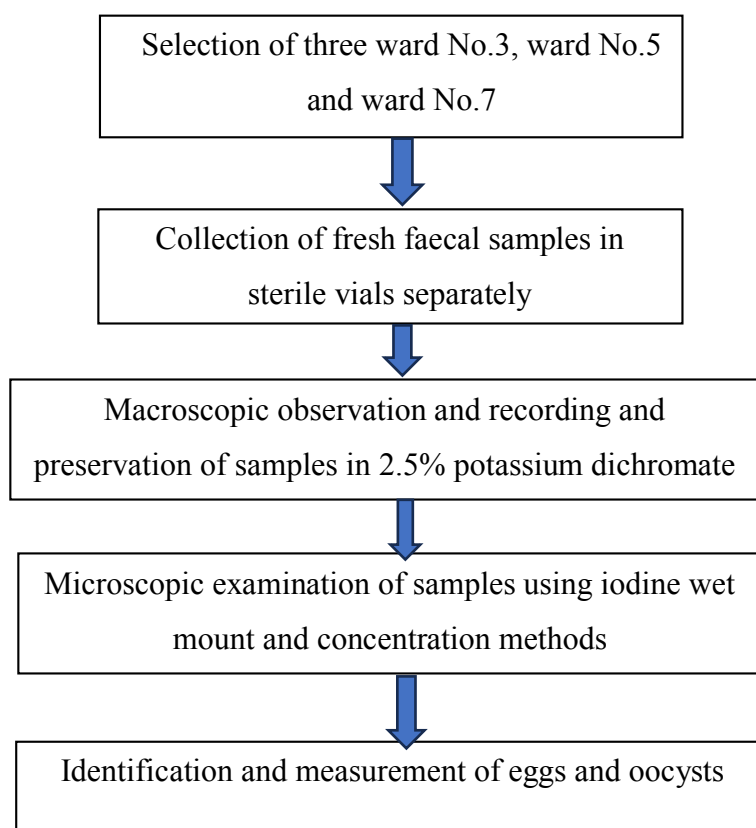 Selection of three ward No.3, ward No.5
and ward No.7
Collection of fresh faecal samples in
sterile vials separately
Macroscopic observation and recording and
preservation of samples in 2.5% potassium dichromate
Microscopic examination of samples using iodine wet
mount and concentration methods
Identification and measurement of eggs and oocysts